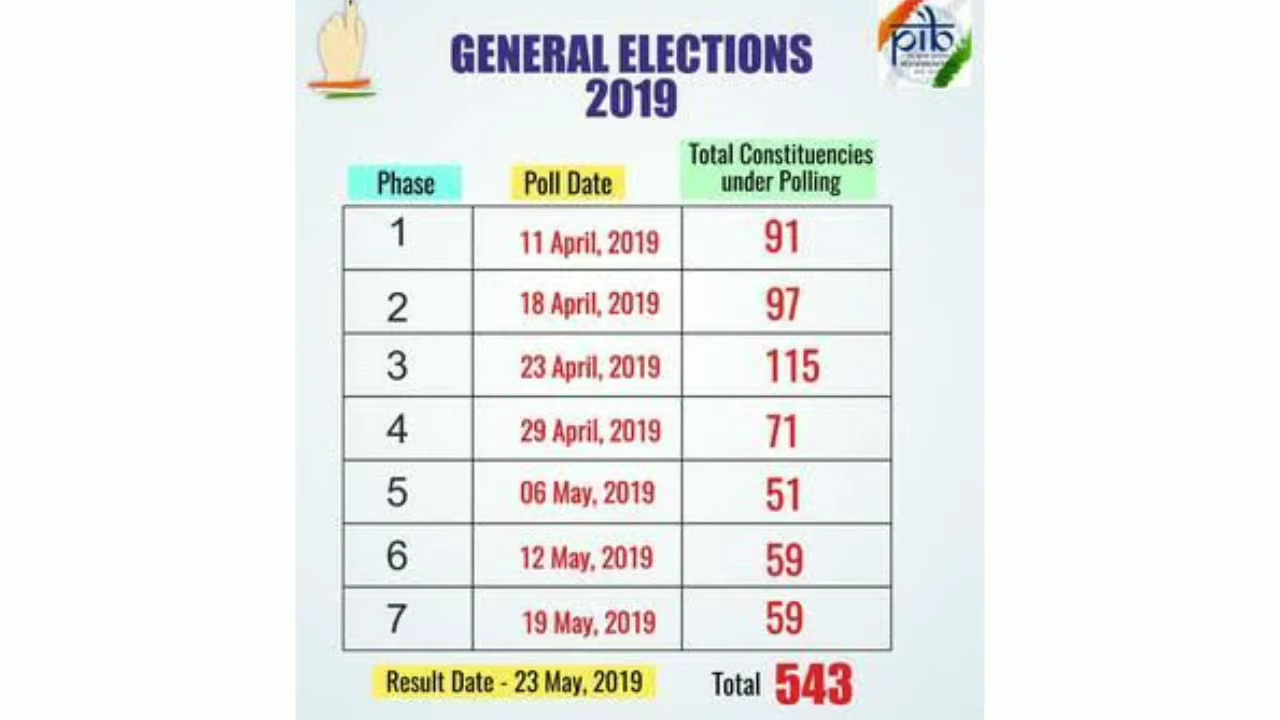 GENERAL ELECTIONS
2019
pib
Phase
Poll Date
Total Constituencies
under Polling
1 11 April, 2019 91
2 18 April, 2019 97
3 23 April, 2019 115
4 29 April, 2019 71
5 06 May, 2019 51
6 12 May, 2019 59
7 19 May, 2019 59
Result Date - 23 May, 2019
Total 543